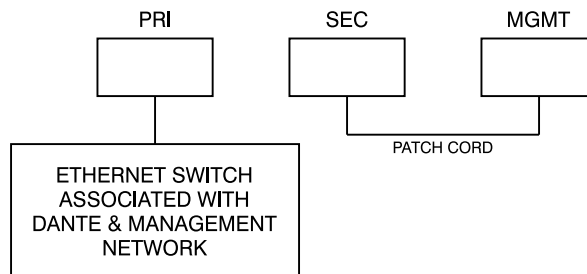 PRI SEC MGMT
PATCH CORD
ETHERNET SWITCH
ASSOCIATED WITH
DANTE & MANAGEMENT
NETWORK